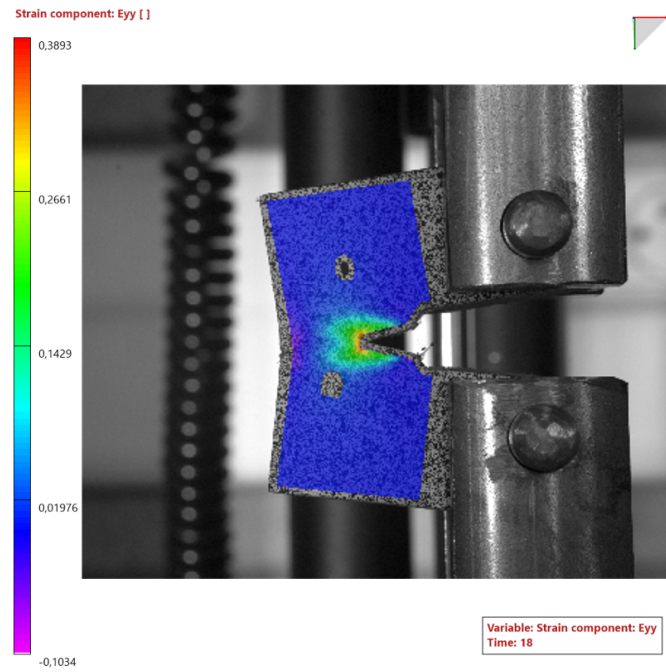 Strain component: Eyy [ ]
0,3893
0,2661
0,1429
0,01976
-0,1034
Variable: Strain component: Eyy
Time: 18